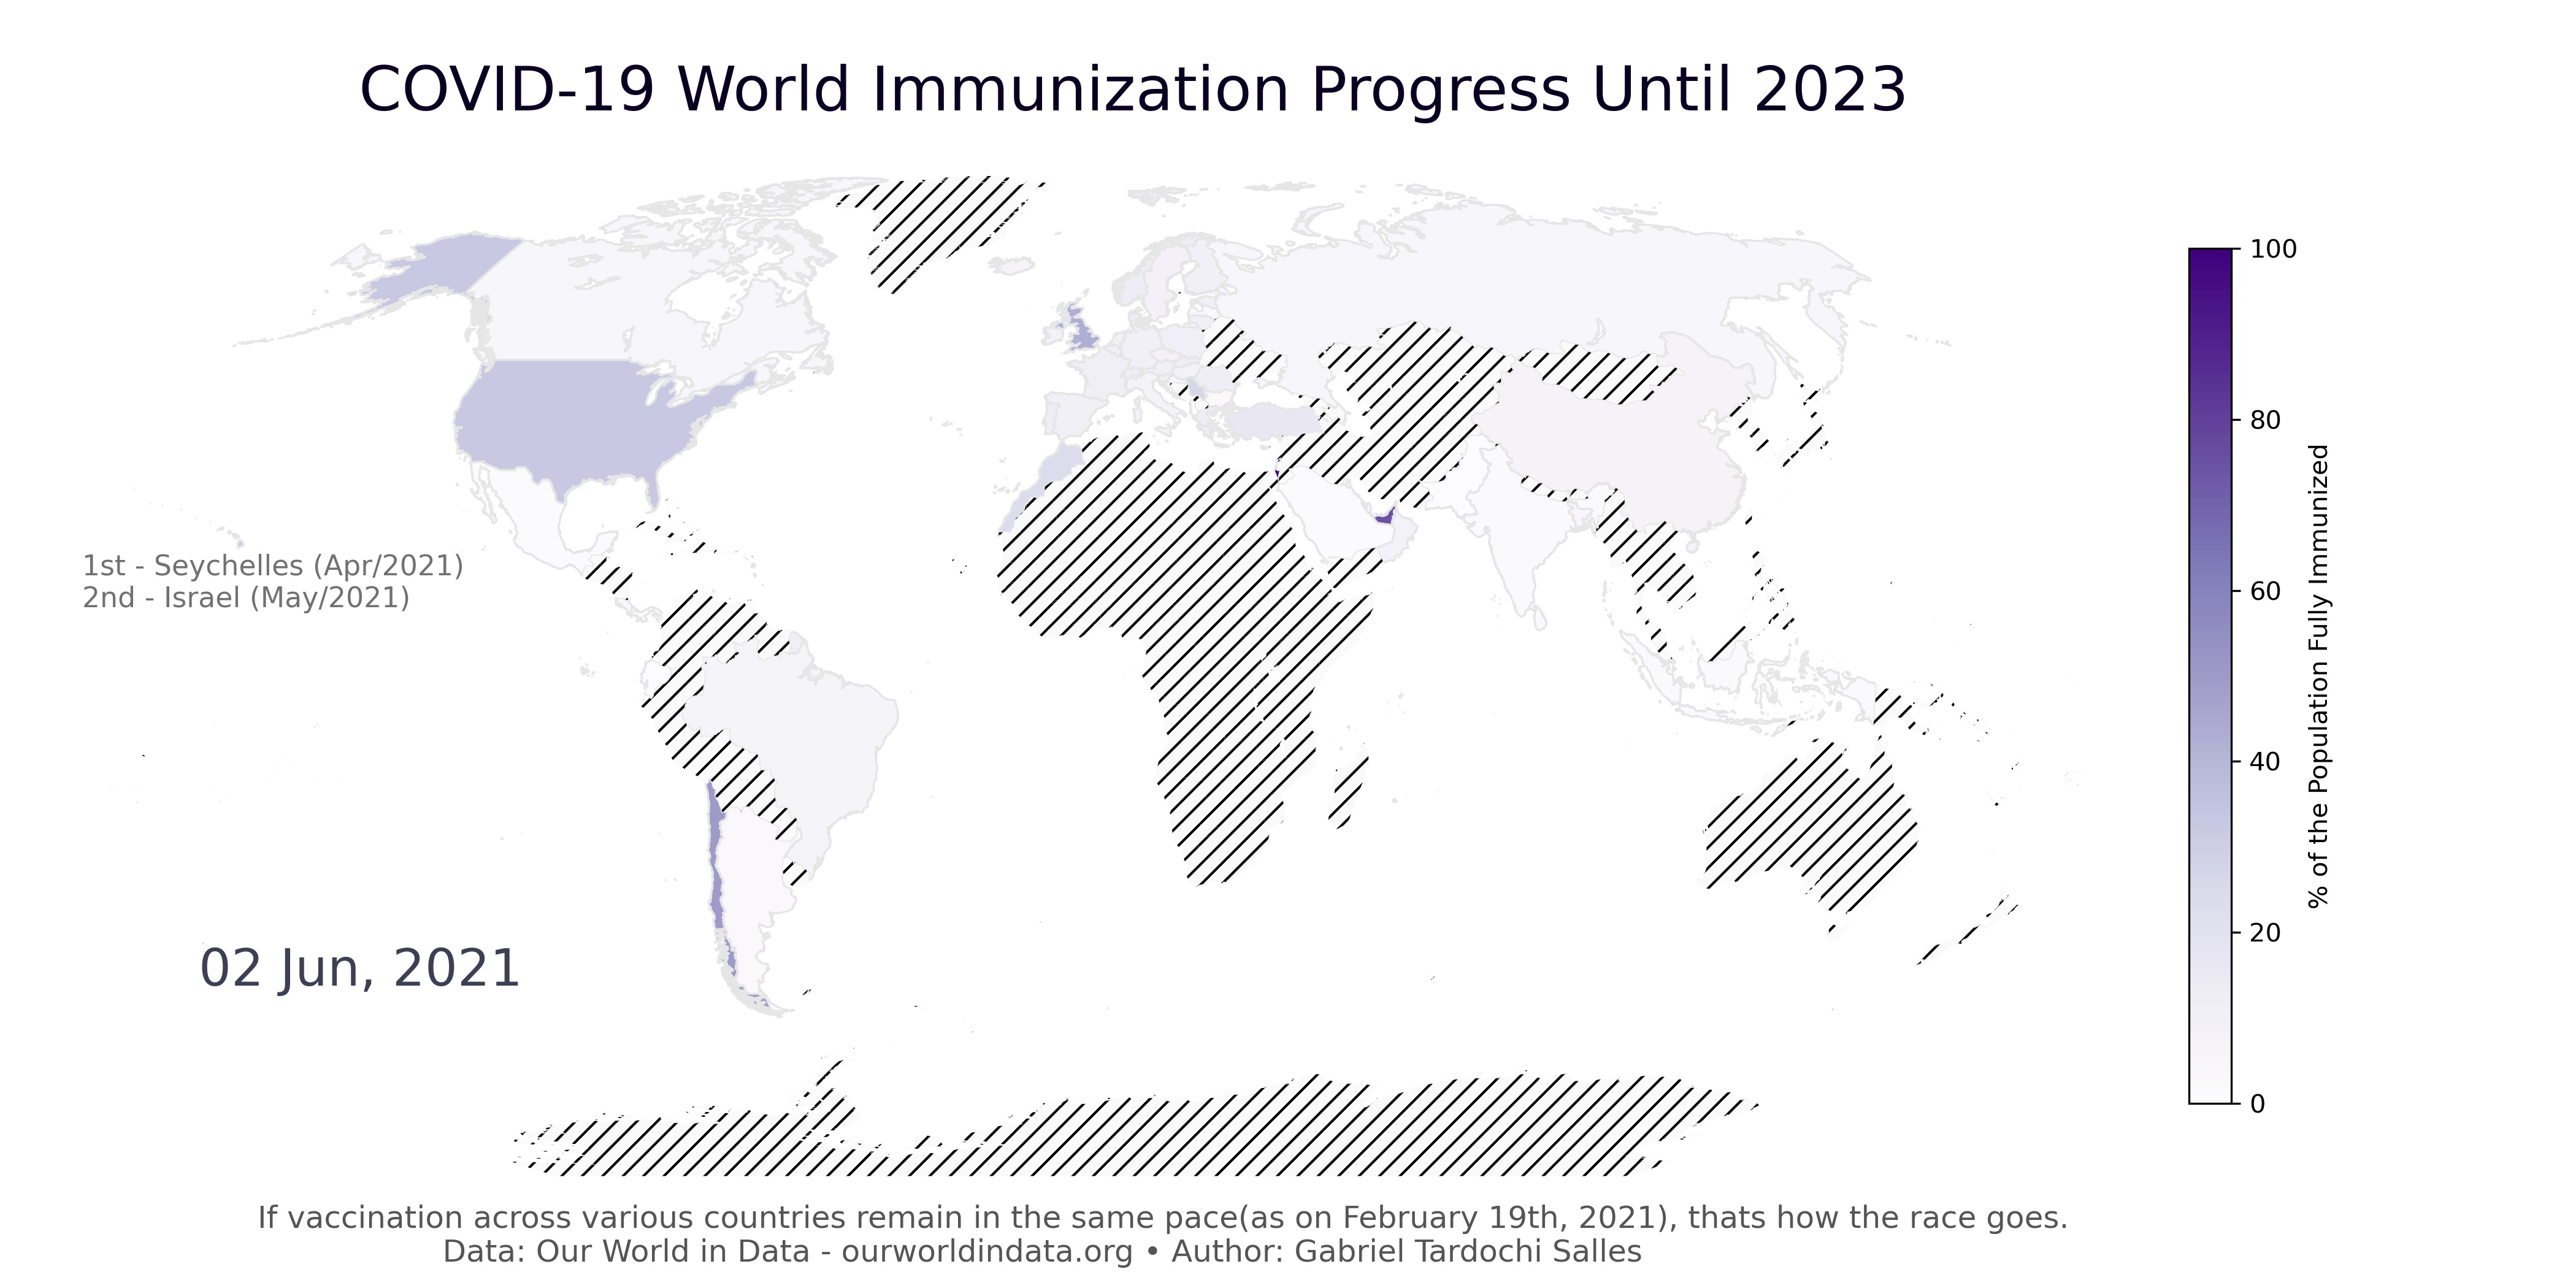 COVID-19 World Immunization Progress Until 2023
100
80
60
40
20
0
% of the Population Fully Immunized
1st - Seychelles (Apr/2021)
2nd - Israel (May/2021)
02 Jun, 2021
If vaccination across various countries remain in the same pace(as on February 19th, 2021), thats how the race goes.
Data: Our World in Data - ourworldindata.org • Author: Gabriel Tardochi Salles